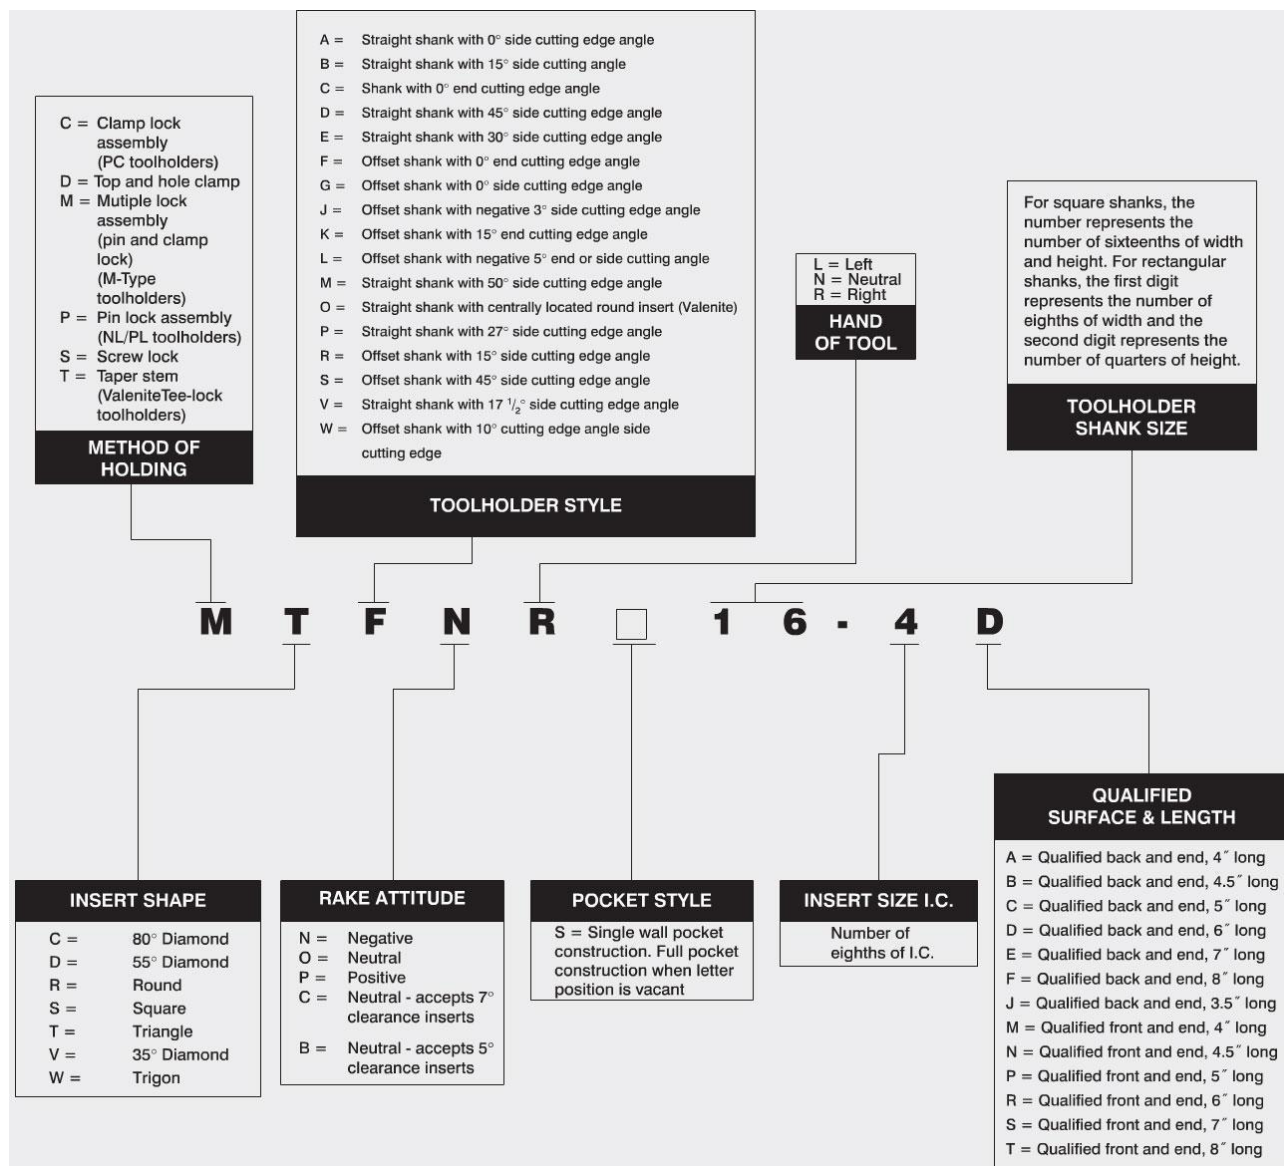 A = Straight shank with 0° side cutting edge angle
B = Straight shank with 15° side cutting angle
C = Shank with 0° end cutting edge angle
D = Straight shank with 45° side cutting edge angle
E = Straight shank with 30° side cutting edge angle
F = Offset shank with 0° end cutting edge angle
G = Offset shank with 0° side cutting edge angle
J = Offset shank with negative 3° side cutting edge angle
K = Offset shank with 15° end cutting edge angle
L = Offset shank with negative 5° end or side cutting angle
M = Straight shank with 50° side cutting edge angle
O = Straight shank with centrally located round insert (Valenite)
P = Straight shank with 27° side cutting edge angle
R = Offset shank with 15° side cutting edge angle
S = Offset shank with 45° side cutting edge angle
V = Straight shank with 17 1/2° side cutting edge angle
W = Offset shank with 10° cutting edge angle side
cutting edge
TOOLHOLDER STYLE
C = Clamp lock
assembly
(PC toolholders)
D = Top and hole clamp
M = Mutiple lock
assembly
(pin and clamp
lock)
(M-Type
toolholders)
P = Pin lock assembly
(NL/PL toolholders)
S = Screw lock
T = Taper stem
(ValeniteTee-lock
toolholders)
METHOD OF
HOLDING
L = Left
N = Neutral
R = Right
HAND
OF TOOL
For square shanks, the
number represents the
number of sixteenths of width
and height. For rectangular
shanks, the first digit
represents the number of
eighths of width and the
second digit represents the
number of quarters of height.
TOOLHOLDER
SHANK SIZE
M T F N R □ 1 6 - 4 D
INSERT SHAPE
C = 80° Diamond
D = 55° Diamond
R = Round
S = Square
T = Triangle
V = 35° Diamond
W = Trigon
RAKE ATTITUDE
N = Negative
O = Neutral
P = Positive
C = Neutral - accepts 7°
clearance inserts
B = Neutral - accepts 5°
clearance inserts
POCKET STYLE
S = Single wall pocket
construction. Full pocket
construction when letter
position is vacant
INSERT SIZE I.C.
Number of
eighths of I.C.
QUALIFIED
SURFACE & LENGTH
A = Qualified back and end, 4″ long
B = Qualified back and end, 4.5″ long
C = Qualified back and end, 5″ long
D = Qualified back and end, 6″ long
E = Qualified back and end, 7″ long
F = Qualified back and end, 8″ long
J = Qualified back and end, 3.5″ long
M = Qualified front and end, 4″ long
N = Qualified front and end, 4.5″ long
P = Qualified front and end, 5″ long
R = Qualified front and end, 6″ long
S = Qualified front and end, 7″ long
T = Qualified front and end, 8″ long